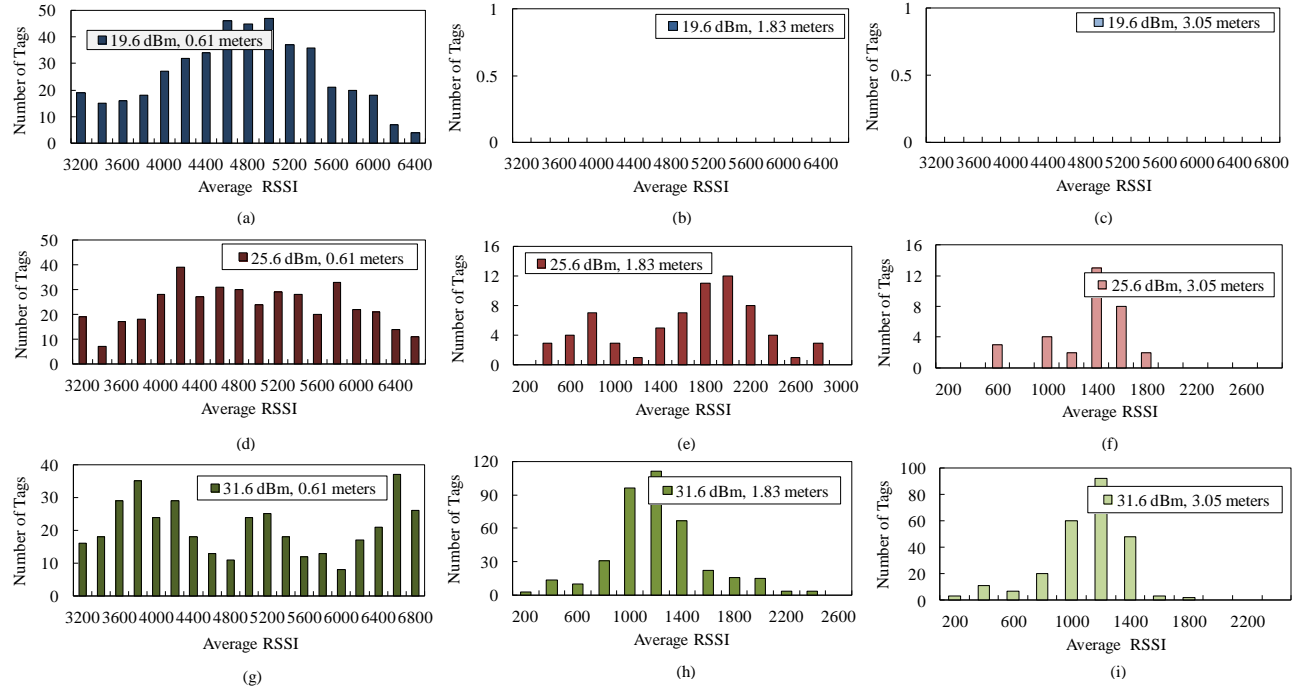 Number of Tags
50
40
30
20
10
0
19.6 dBm, 0.61 meters
3200 3600 4000 4400 4800 5200 5600 6000 6400
Average RSSI
(a)
Number of Tags
1
0.5
0
19.6 dBm, 1.83 meters
3200 3600 4000 4400 4800 5200 5600 6000 6400
Average RSSI
(b)
Number of Tags
1
0.5
0
19.6 dBm, 3.05 meters
3200 3600 4000 4400 4800 5200 5600 6000 6400 6800
Average RSSI
(c)
Number of Tags
50
40
30
20
10
0
25.6 dBm, 0.61 meters
3200 3600 4000 4400 4800 5200 5600 6000 6400
Average RSSI
(d)
Number of Tags
16
12
8
4
0
25.6 dBm, 1.83 meters
200 600 1000 1400 1800 2200 2600 3000
Average RSSI
(e)
Number of Tags
16
12
8
4
0
25.6 dBm, 3.05 meters
200 600 1000 1400 1800 2200 2600
Average RSSI
(f)
Number of Tags
40
30
20
10
0
31.6 dBm, 0.61 meters
3200 3600 4000 4400 4800 5200 5600 6000 6400 6800
Average RSSI
(g)
Number of Tags
120
90
60
30
0
31.6 dBm, 1.83 meters
200 600 1000 1400 1800 2200 2600
Average RSSI
(h)
Number of Tags
100
80
60
40
20
0
31.6 dBm, 3.05 meters
200 600 1000 1400 1800 2200
Average RSSI
(i)